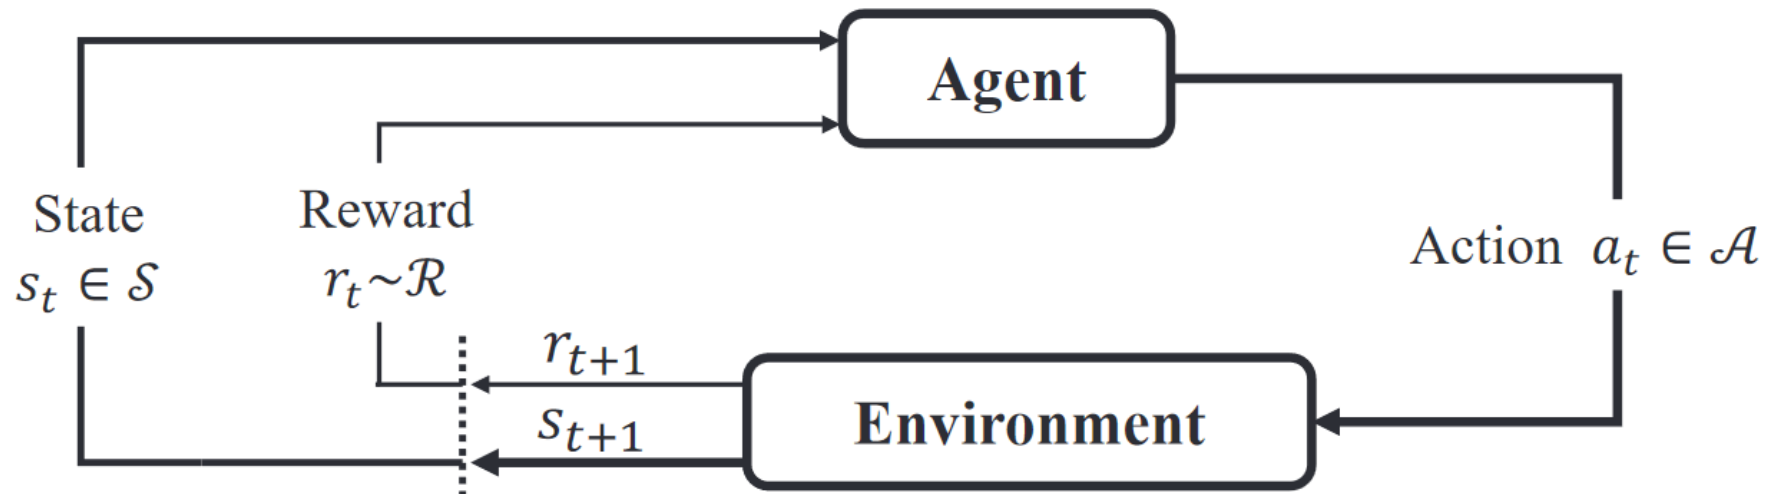 Agent
State
s_t ∈ 𝒮
Reward
r_t~ℛ
Action a_t ∈ 𝒜
r_{t+1}
s_{t+1}
Environment